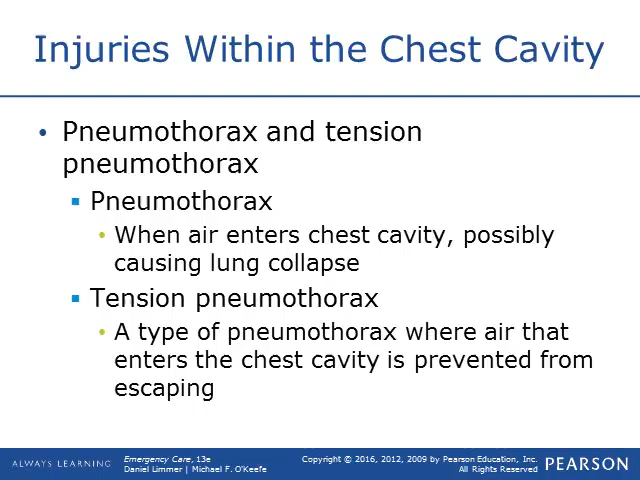 Injuries Within the Chest Cavity
• Pneumothorax and tension
pneumothorax
▪ Pneumothorax
• When air enters chest cavity, possibly
causing lung collapse
▪ Tension pneumothorax
• A type of pneumothorax where air that
enters the chest cavity is prevented from
escaping
ALWAYS LEARNING
Emergency Care, 13e
Daniel Limmer | Michael F. O'Keefe
Copyright © 2016, 2012, 2009 by Pearson Education, Inc.
All Rights Reserved
PEARSON